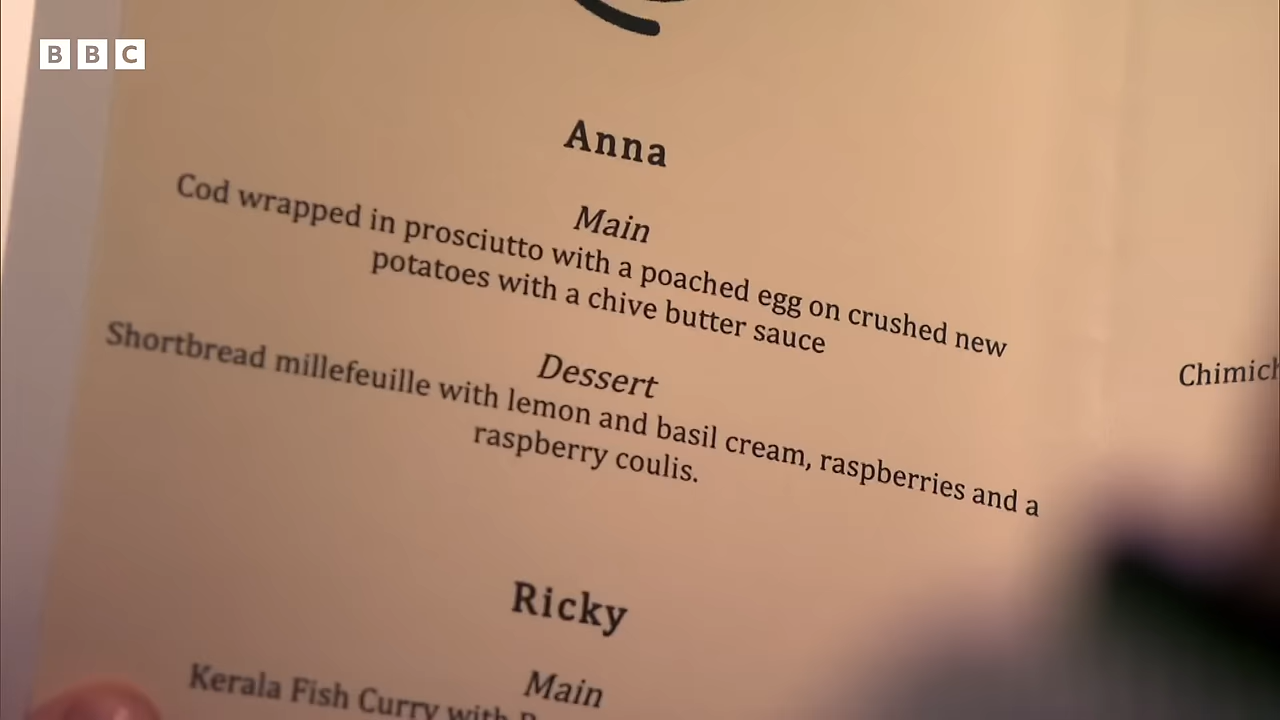 BBC
Anna
Main
Cod wrapped in prosciutto with a poached egg on crushed new
potatoes with a chive butter sauce
Dessert
Shortbread millefeuille with lemon and basil cream, raspberries and a
raspberry coulis.
Ricky
Main
Kerala Fish Curry with